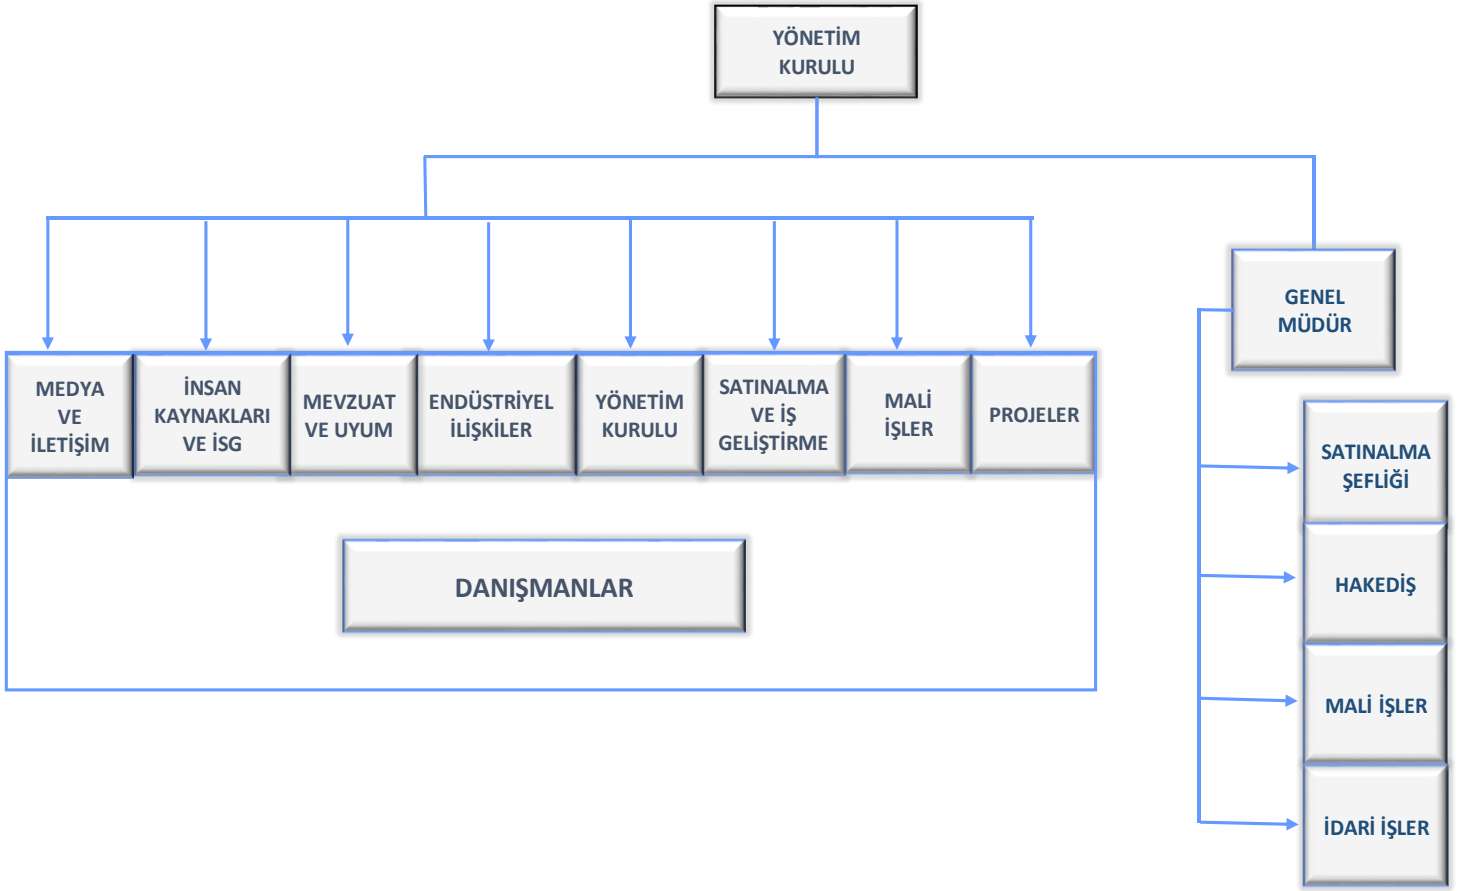 YÖNETİM
KURULU
GENEL
MÜDÜR
MEDYA
VE
İLETİŞİM
İNSAN
KAYNAKLARI
VE İSG
MEVZUAT
VE UYUM
ENDÜSTRİYEL
İLİŞKİLER
YÖNETİM
KURULU
SATINALMA
VE İŞ
GELİŞTİRME
MALİ
İŞLER
PROJELER
DANIŞMANLAR
SATINALMA
ŞEFLİĞİ
HAKEDİŞ
MALİ İŞLER
İDARİ İŞLER